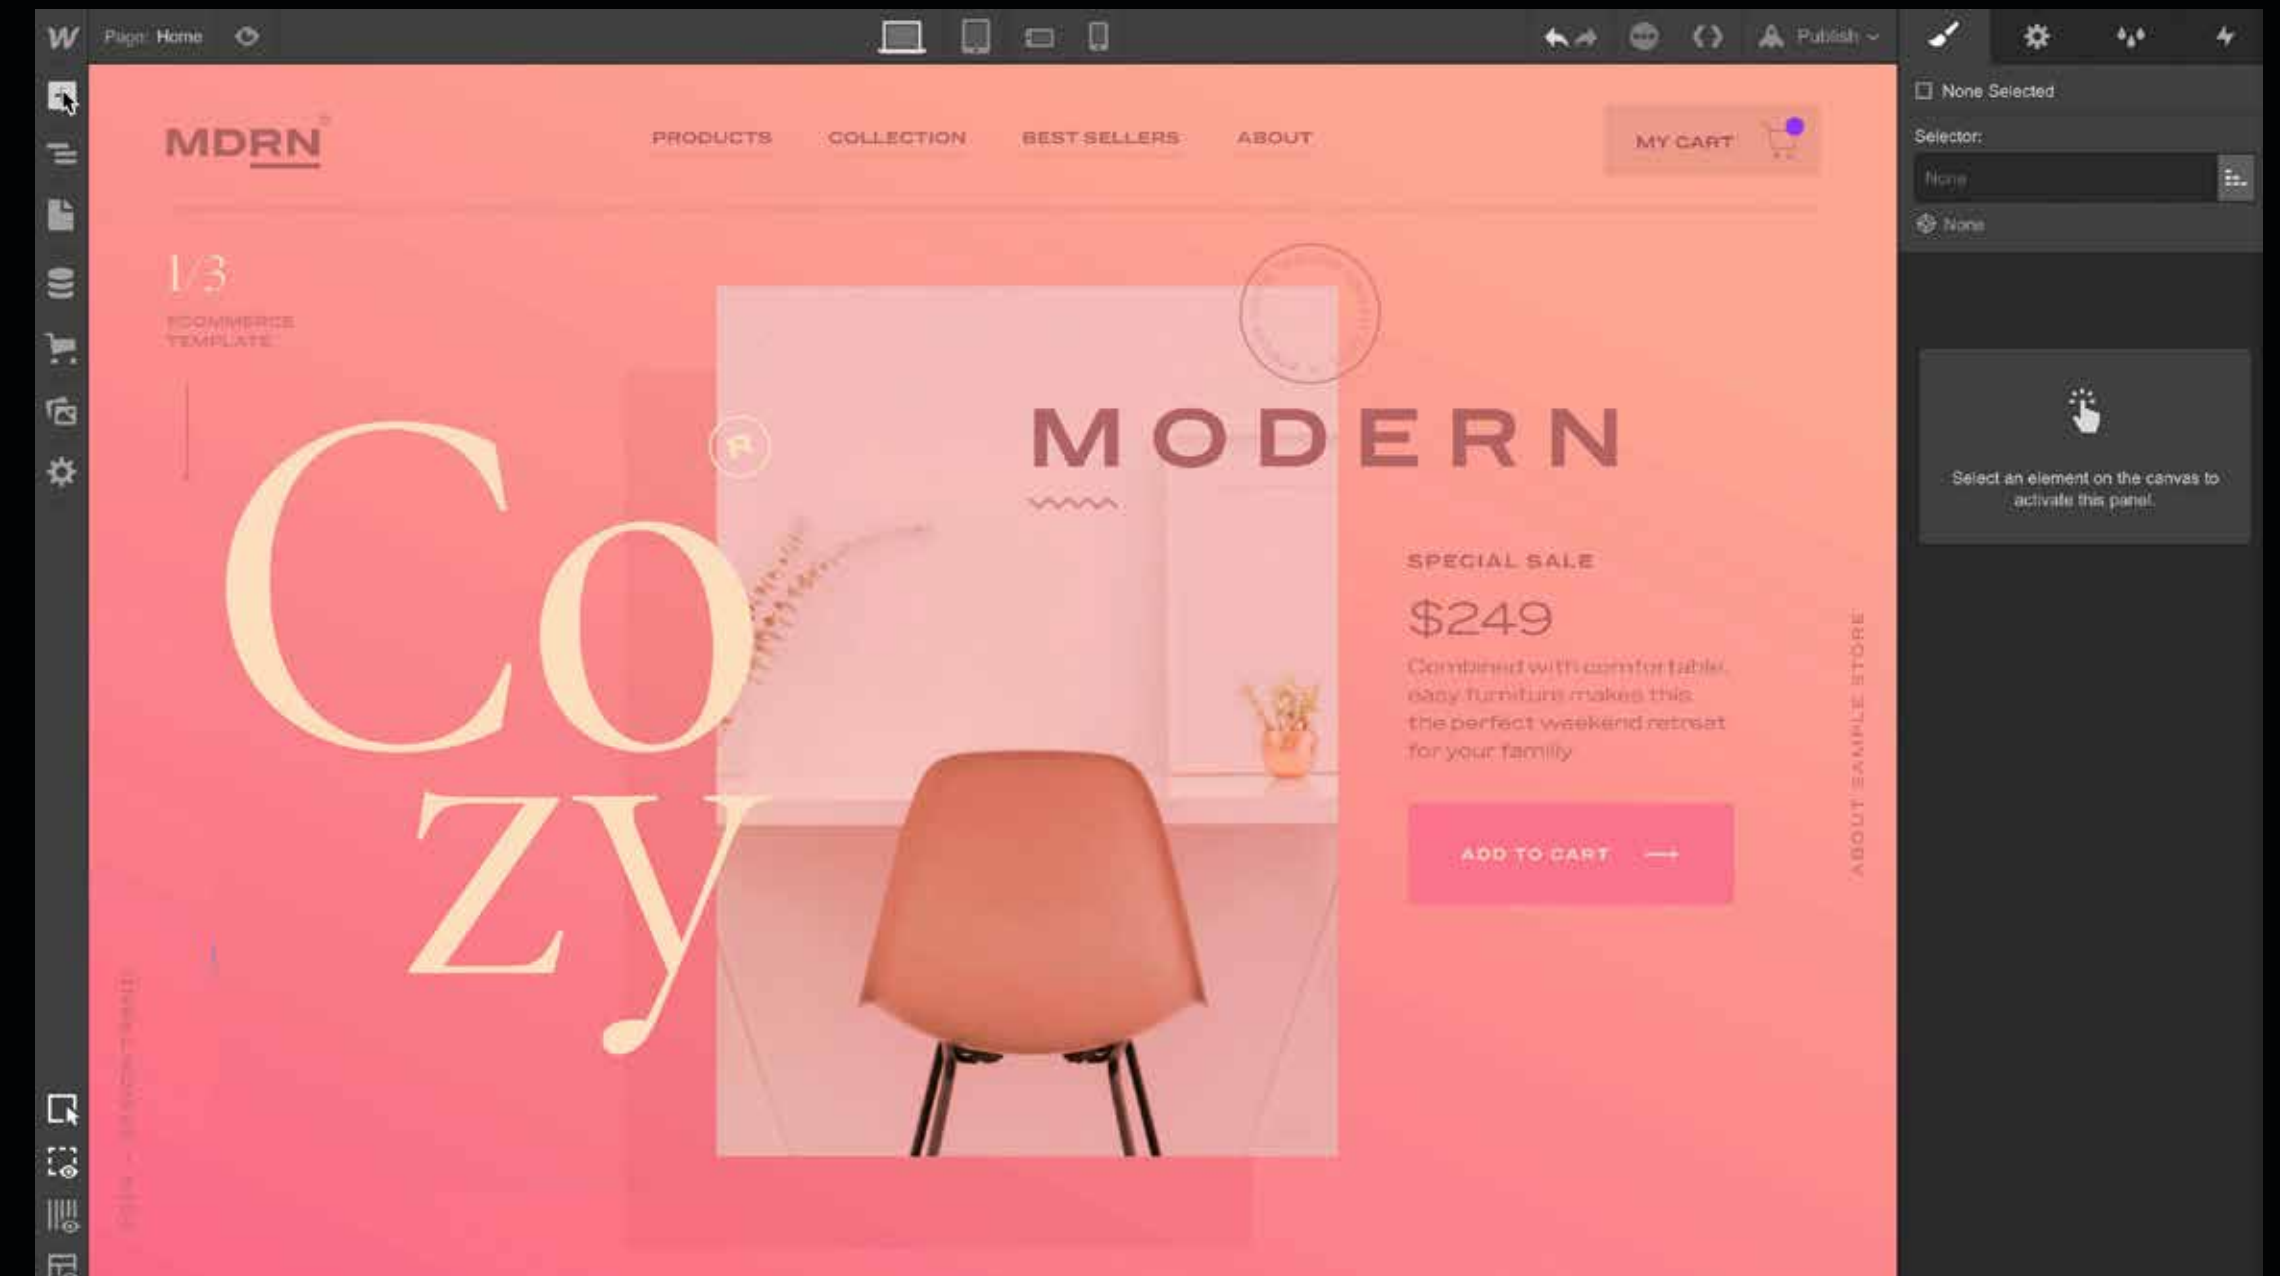 W Page: Home
Publish
None Selected
Selector:
None
None
Select an element on the canvas to
activate this panel.
MDRN
PRODUCTS COLLECTION BEST SELLERS ABOUT
MY CART
1/3
ECOMMERCE
TEMPLATE
R
Co
zy
MODERN
SPECIAL SALE
$249
Combined with comfortable,
easy furniture makes this
the perfect weekend retreat
for your familiy
ADD TO CART
ABOUT SAMPLE STORE